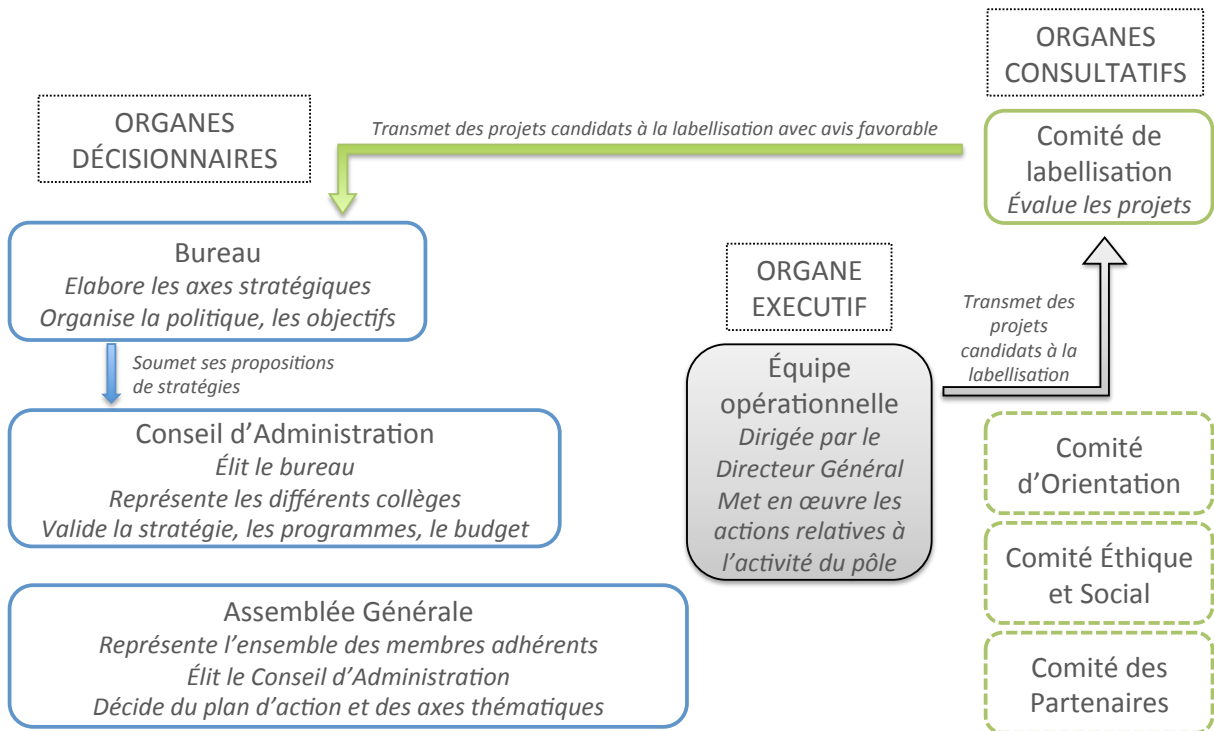 ORGANES
CONSULTATIFS
ORGANES
DÉCISIONNAIRES
Transmet des projets candidats à la labellisation avec avis favorable
Comité de
labellisation
Évalue les projets
Bureau
Elabore les axes stratégiques
Organise la politique, les objectifs
ORGANE
EXECUTIF
Transmet des
projets
candidats à la
labellisation
Soumet ses propositions
de stratégies
Équipe
opérationnelle
Dirigée par le
Directeur Général
Met en œuvre les
actions relatives à
l’activité du pôle
Conseil d’Administration
Élit le bureau
Représente les différents collèges
Valide la stratégie, les programmes, le budget
Comité
d’Orientation
Comité Éthique
et Social
Assemblée Générale
Représente l’ensemble des membres adhérents
Élit le Conseil d’Administration
Décide du plan d’action et des axes thématiques
Comité des
Partenaires